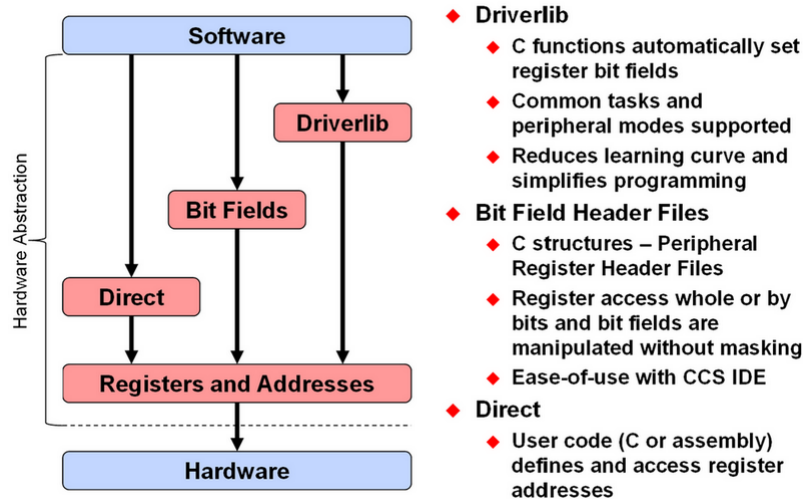 Software
Driverlib
Bit Fields
Direct
Registers and Addresses
Hardware
Hardware Abstraction
Driverlib
C functions automatically set
register bit fields
Common tasks and
peripheral modes supported
Reduces learning curve and
simplifies programming
Bit Field Header Files
C structures – Peripheral
Register Header Files
Register access whole or by
bits and bit fields are
manipulated without masking
Ease-of-use with CCS IDE
Direct
User code (C or assembly)
defines and access register
addresses